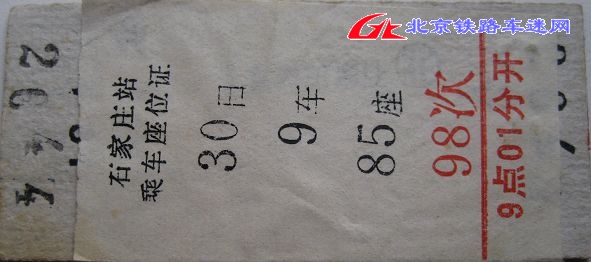 北京铁路车迷网
石家庄站
乘车座位证
30日
9车
85座
98次
9点01分开